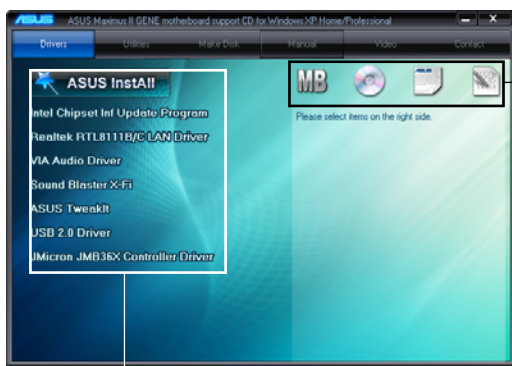 ASUS ASUS Maximus II GENE motherboard support CD for Windows XP Home/Professional
Drivers Utilities Make Disk Manual Video Contact
ASUS InstAll
MB
Intel Chipset Inf Update Program
Please select items on the right side.
Realtek RTL8111B/C LAN Driver
VIA Audio Driver
Sound Blaster X-Fi
ASUS TweakIt
USB 2.0 Driver
JMicron JMB36X Controller Driver